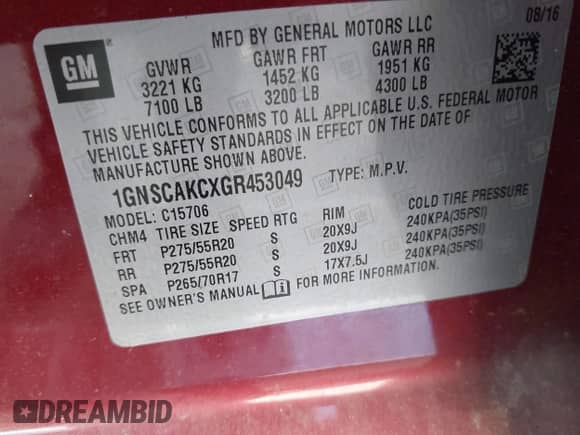 MFD BY GENERAL MOTORS LLC 08/16
GM
GVWR GAWR FRT GAWR RR
3221 KG 1452 KG 1951 KG
7100 LB 3200 LB 4300 LB
THIS VEHICLE CONFORMS TO ALL APPLICABLE U.S. FEDERAL MOTOR
VEHICLE SAFETY STANDARDS IN EFFECT ON THE DATE OF
MANUFACTURE SHOWN ABOVE.
1GNSCAKCXGR453049 TYPE: M.P.V.
MODEL: C15706
CHM4 TIRE SIZE SPEED RTG RIM COLD TIRE PRESSURE
FRT P275/55R20 S 20X9J 240KPA(35PSI)
RR P275/55R20 S 20X9J 240KPA(35PSI)
SPA P265/70R17 S 17X7.5J 240KPA(35PSI)
SEE OWNER'S MANUAL FOR MORE INFORMATION.
DREAMBID